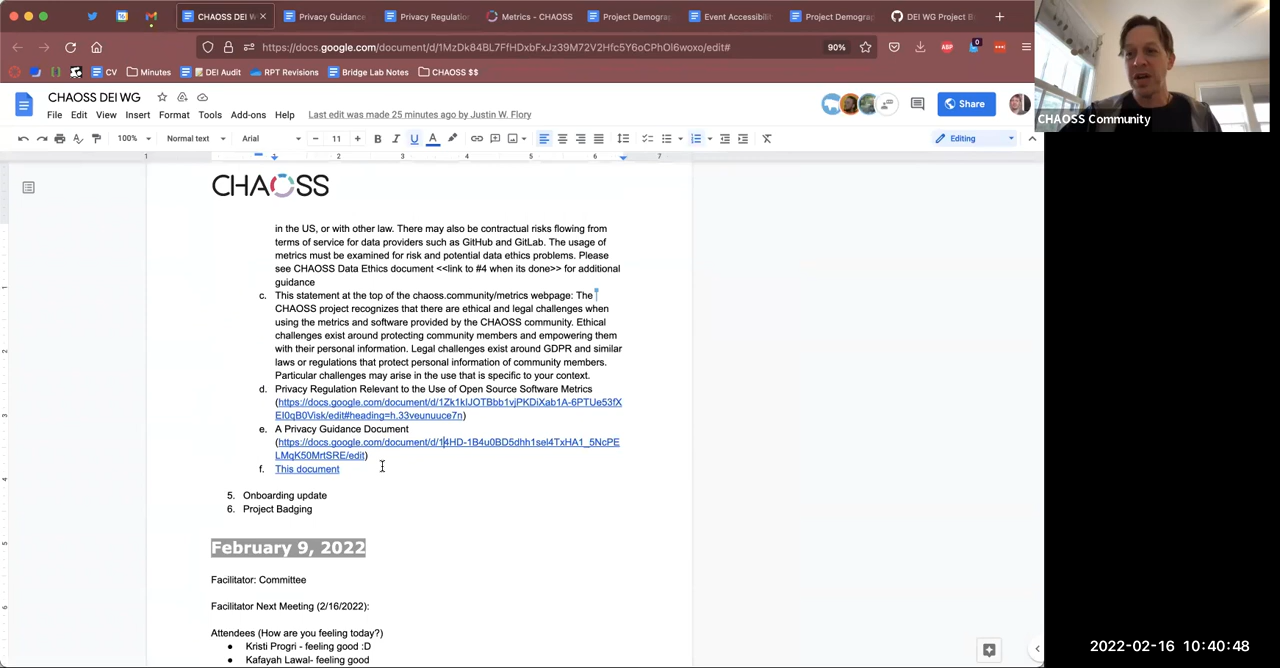 CHAOSS DEI W
Privacy Guidance
Privacy Regulatio
Metrics - CHAOSS
Project Demogra
Event Accessibili
Project Demogra
DEI WG Project B
https://docs.google.com/document/d/1MzDk84BL7FfHDxbFxJz39M72V2Hfc5Y6oCPhOI6woxo/edit#
90%
ABP
0
CV
Minutes
DEI Audit
RPT Revisions
Bridge Lab Notes
CHAOSS $$
CHAOSS DEI WG
File Edit View Insert Format Tools Add-ons Help Last edit was made 25 minutes ago by Justin W. Flory
Share
100% Normal text Arial 11 B I U A Editing
1 1 2 3 4 5 6 7
CHAOSS
in the US, or with other law. There may also be contractual risks flowing from
terms of service for data providers such as GitHub and GitLab. The usage of
metrics must be examined for risk and potential data ethics problems. Please
see CHAOSS Data Ethics document <<link to #4 when its done>> for additional
guidance
c. This statement at the top of the chaoss.community/metrics webpage: The
CHAOSS project recognizes that there are ethical and legal challenges when
using the metrics and software provided by the CHAOSS community. Ethical
challenges exist around protecting community members and empowering them
with their personal information. Legal challenges exist around GDPR and similar
laws or regulations that protect personal information of community members.
Particular challenges may arise in the use that is specific to your context.
d. Privacy Regulation Relevant to the Use of Open Source Software Metrics
(https://docs.google.com/document/d/1Zk1kIJOTBbb1vjPKDiXab1A-6PTUe53fX
EI0qB0Visk/edit#heading=h.33veunuuce7n)
e. A Privacy Guidance Document
(https://docs.google.com/document/d/14HD-1B4u0BD5dhh1sel4TxHA1_5NcPE
LMqK50MrtSRE/edit)
f. This document
5. Onboarding update
6. Project Badging
February 9, 2022
Facilitator: Committee
Facilitator Next Meeting (2/16/2022):
Attendees (How are you feeling today?)
● Kristi Progri - feeling good :D
● Kafayah Lawal- feeling good
CHAOSS Community
2022-02-16 10:40:48